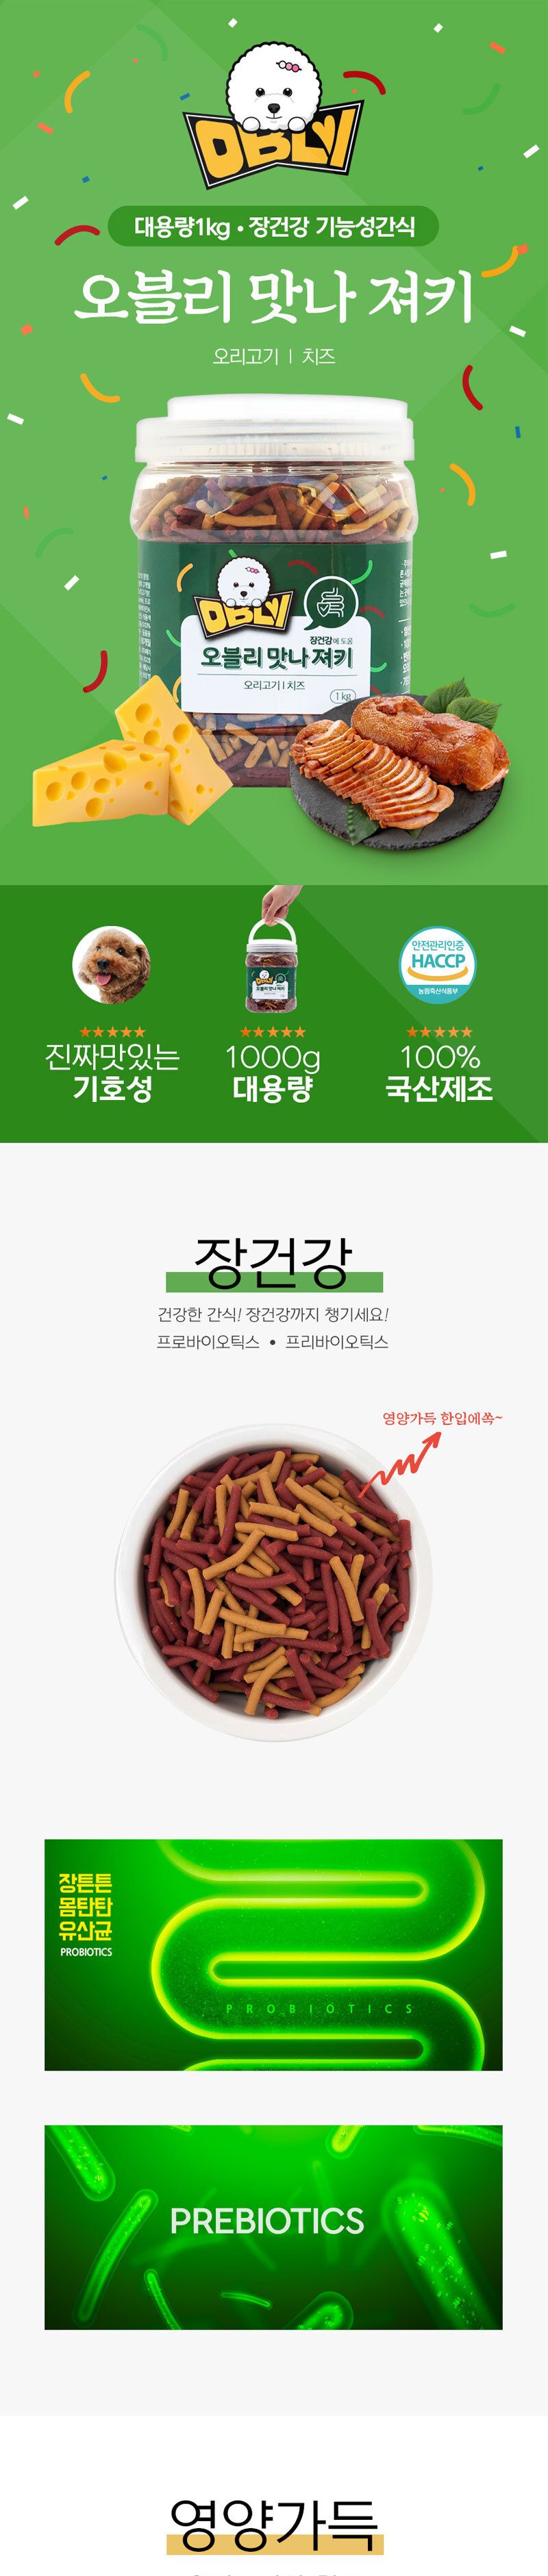 오블리
대용량1kg • 장건강 기능성간식
오블리 맛나 져키
오리고기 | 치즈
오블리
장건강에 도움
오블리 맛나 져키
오리고기 | 치즈
1kg
안전관리인증
HACCP
농림축산식품부
★★★★★ ★★★★★ ★★★★★
진짜맛있는 1000g 100%
기호성 대용량 국산제조
장건강
건강한 간식! 장건강까지 챙기세요!
프로바이오틱스 • 프리바이오틱스
영양가득 한입에쏙~
장튼튼
몸탄탄
유산균
PROBIOTICS
PROBIOTICS
PREBIOTICS
영양가득